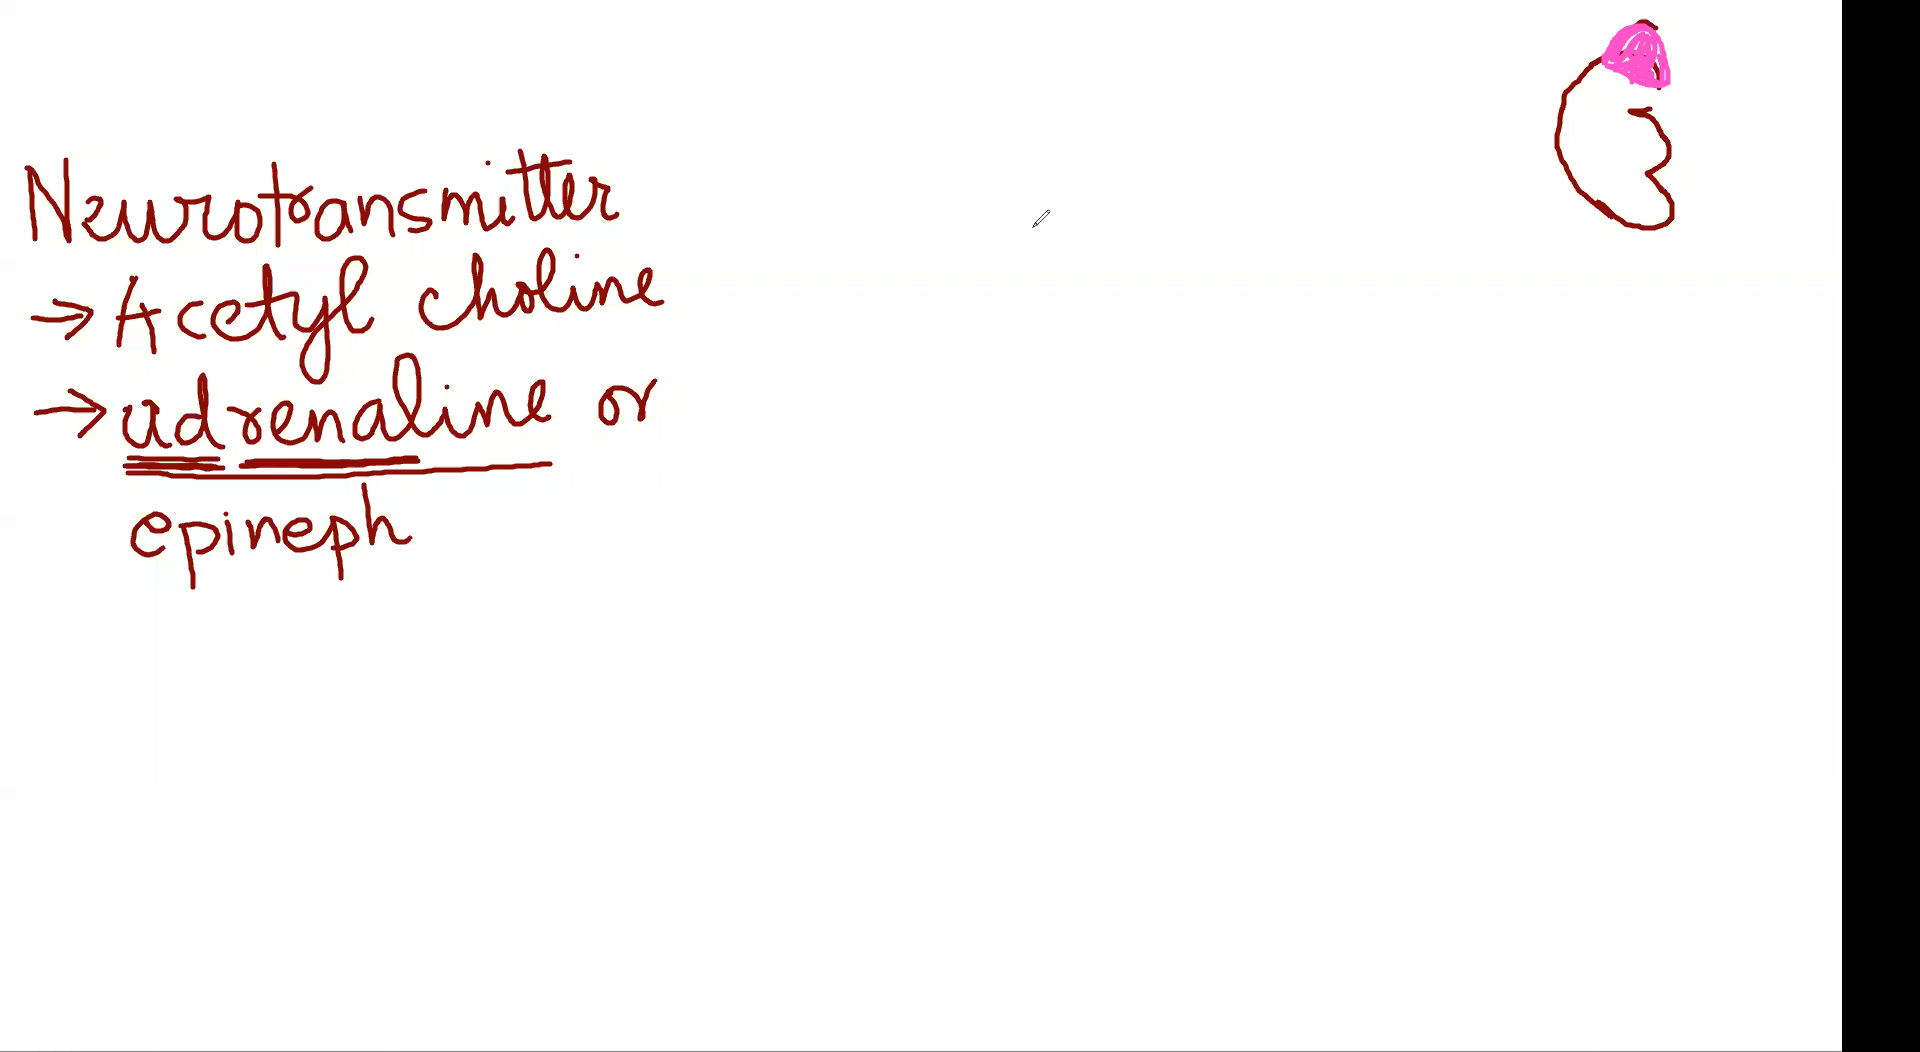 Neurotransmitter
→ Acetyl choline
→ adrenaline or
epineph